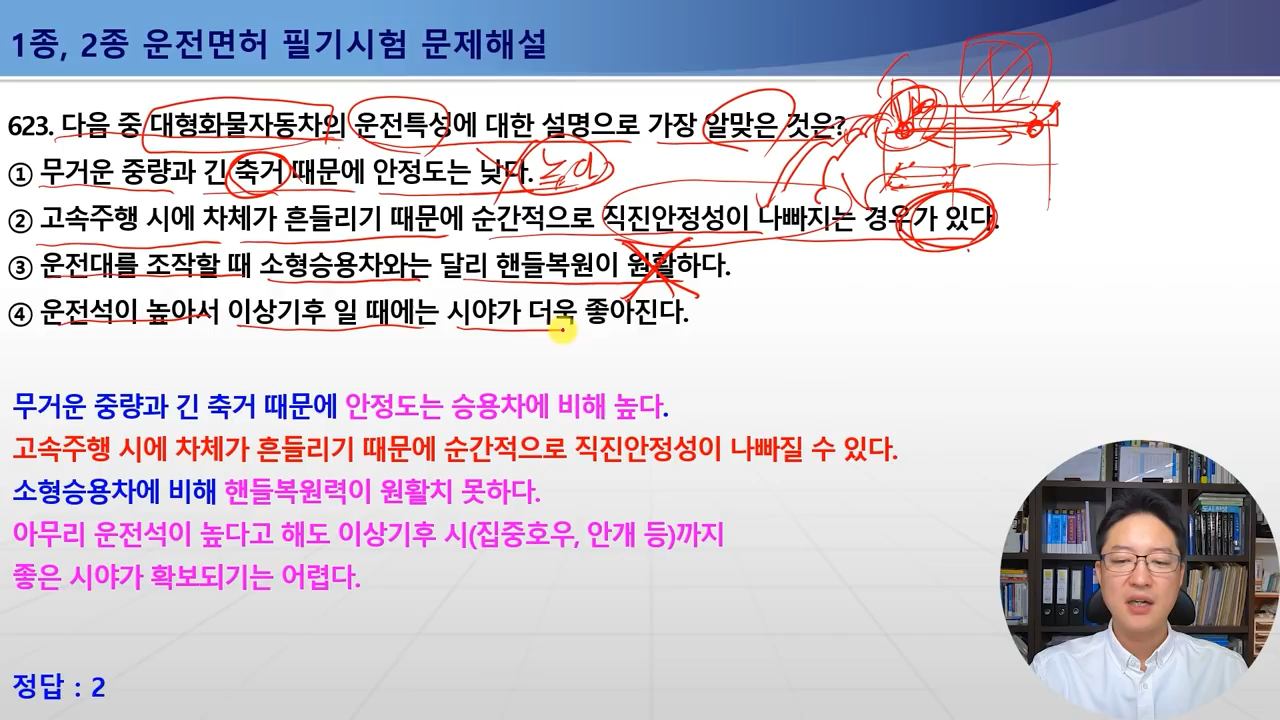 1종, 2종 운전면허 필기시험 문제해설
623. 다음 중 대형화물자동차의 운전특성에 대한 설명으로 가장 알맞은 것은?
① 무거운 중량과 긴 축거 때문에 안정도는 낮다. 높다
② 고속주행 시에 차체가 흔들리기 때문에 순간적으로 직진안정성이 나빠지는 경우가 있다.
③ 운전대를 조작할 때 소형승용차와는 달리 핸들복원이 원활하다.
④ 운전석이 높아서 이상기후 일 때에는 시야가 더욱 좋아진다.
무거운 중량과 긴 축거 때문에 안정도는 승용차에 비해 높다.
고속주행 시에 차체가 흔들리기 때문에 순간적으로 직진안정성이 나빠질 수 있다.
소형승용차에 비해 핸들복원력이 원활치 못하다.
아무리 운전석이 높다고 해도 이상기후 시(집중호우, 안개 등)까지
좋은 시야가 확보되기는 어렵다.
정답 : 2